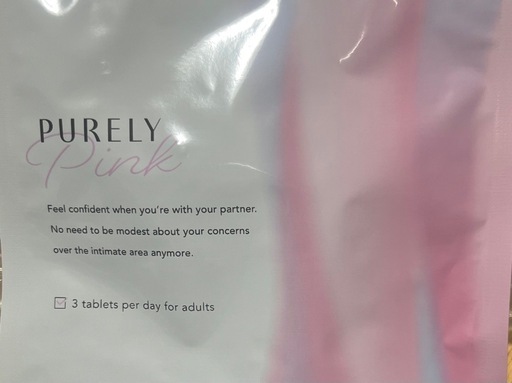 PURELY
Pink
Feel confident when you're with your partner.
No need to be modest about your concerns
over the intimate area anymore.
3 tablets per day for adults